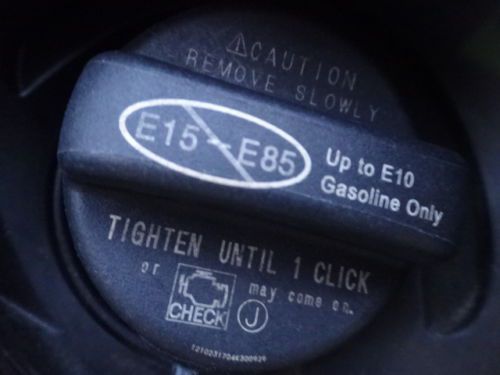 ⚠CAUTION
REMOVE SLOWLY
E15 - E85
Up to E10
Gasoline Only
TIGHTEN UNTIL 1 CLICK
or CHECK may come on.
J